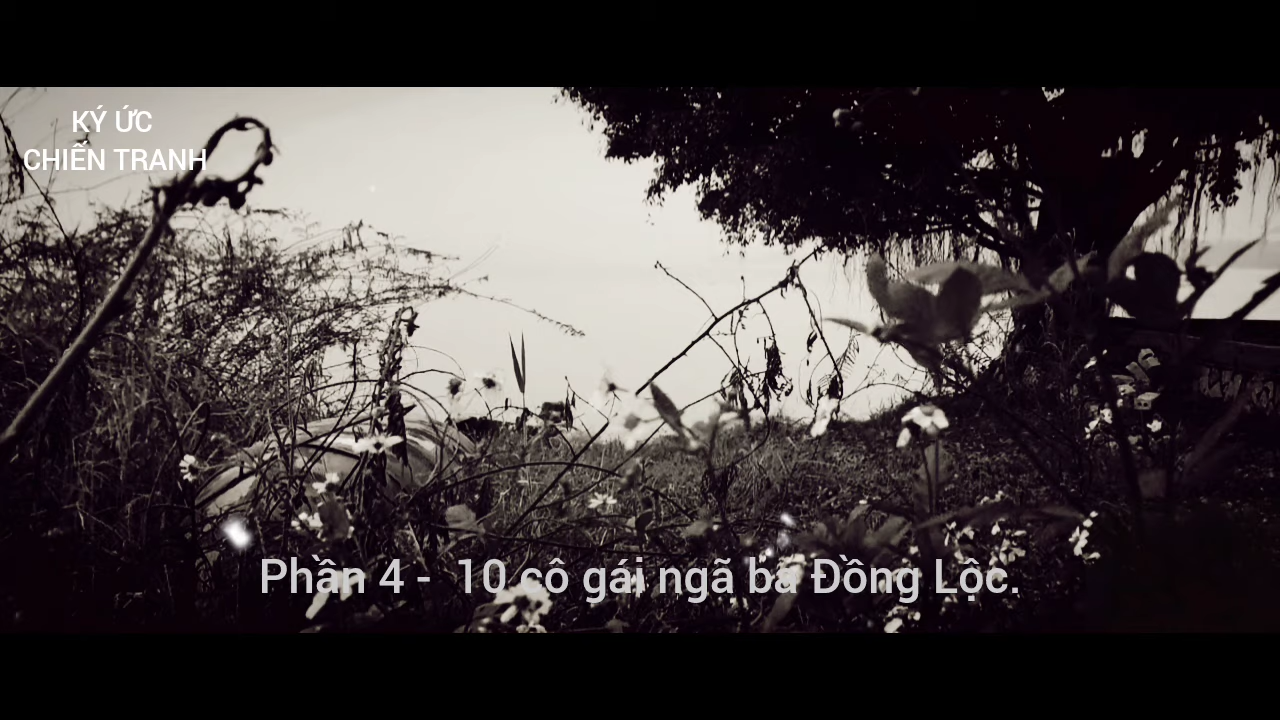 KÝ ỨC
CHIẾN TRANH
Phần 4 - 10 cô gái ngã ba Đồng Lộc.